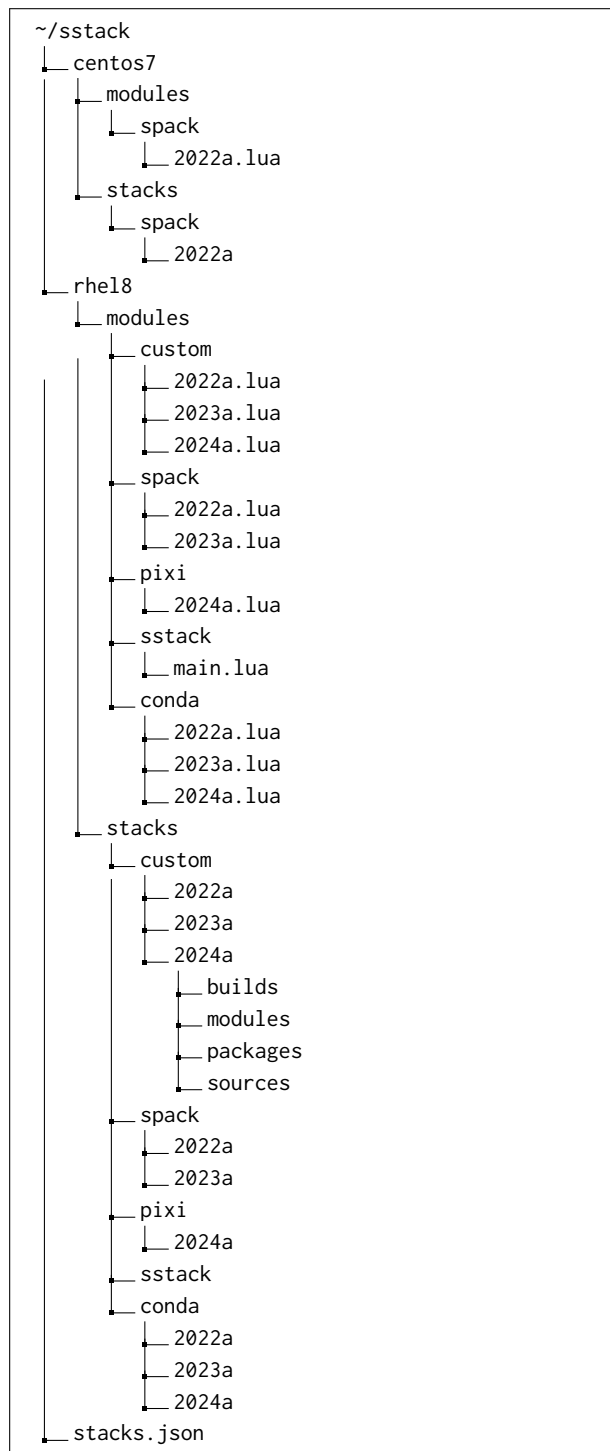 ~/sstack
centos7
modules
spack
2022a.lua
stacks
spack
2022a
rhel8
modules
custom
2022a.lua
2023a.lua
2024a.lua
spack
2022a.lua
2023a.lua
pixi
2024a.lua
sstack
main.lua
conda
2022a.lua
2023a.lua
2024a.lua
stacks
custom
2022a
2023a
2024a
builds
modules
packages
sources
spack
2022a
2023a
pixi
2024a
sstack
conda
2022a
2023a
2024a
stacks.json